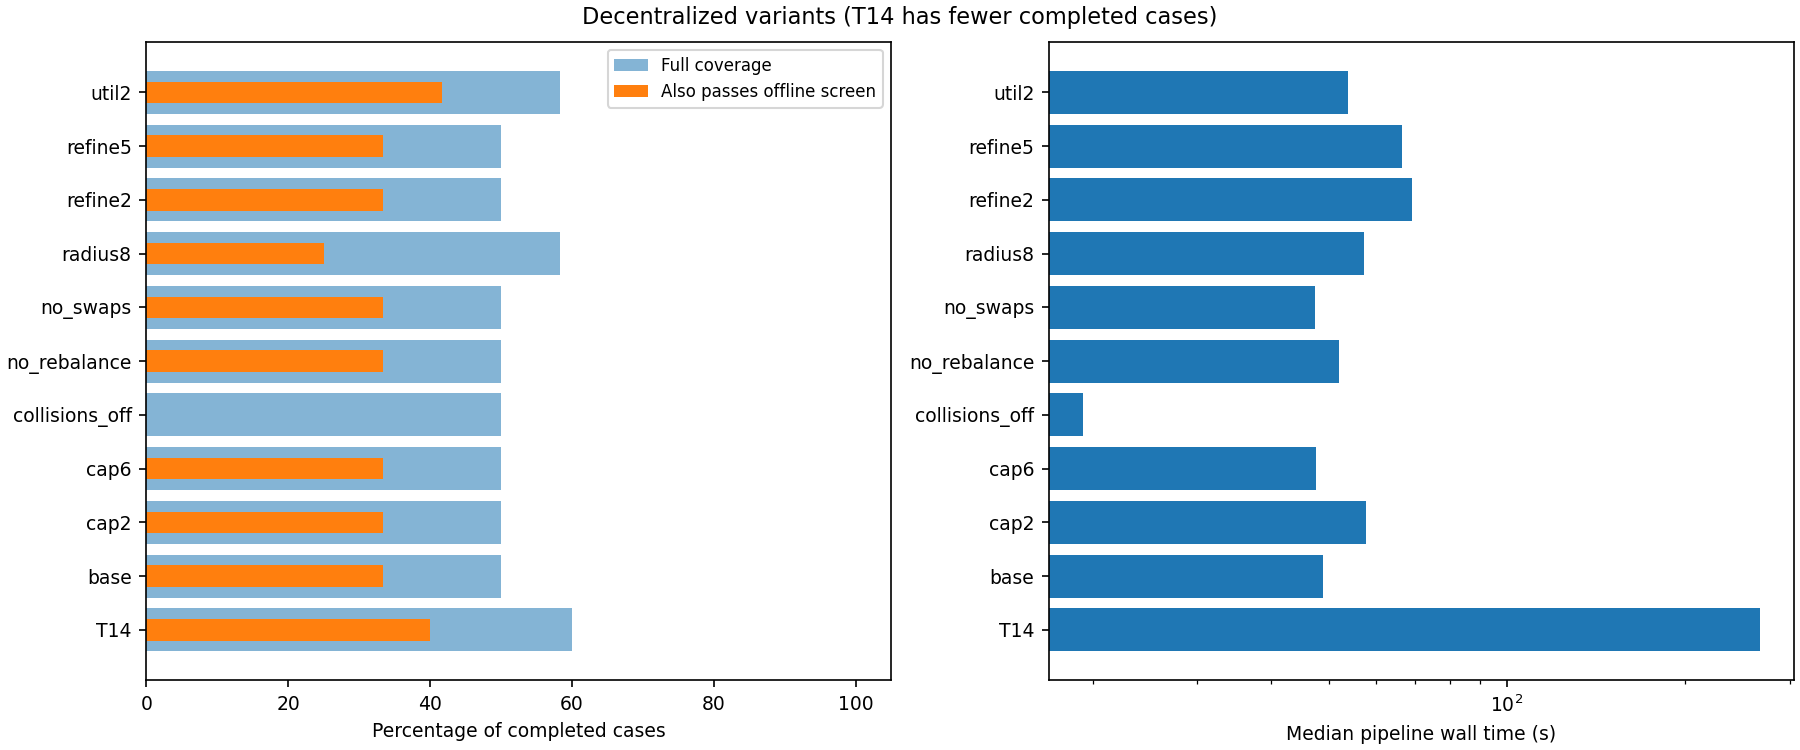 Decentralized variants (T14 has fewer completed cases)
Full coverage
Also passes offline screen
util2
refine5
refine2
radius8
no_swaps
no_rebalance
collisions_off
cap6
cap2
base
T14
0 20 40 60 80 100
Percentage of completed cases
util2
refine5
refine2
radius8
no_swaps
no_rebalance
collisions_off
cap6
cap2
base
T14
10²
Median pipeline wall time (s)